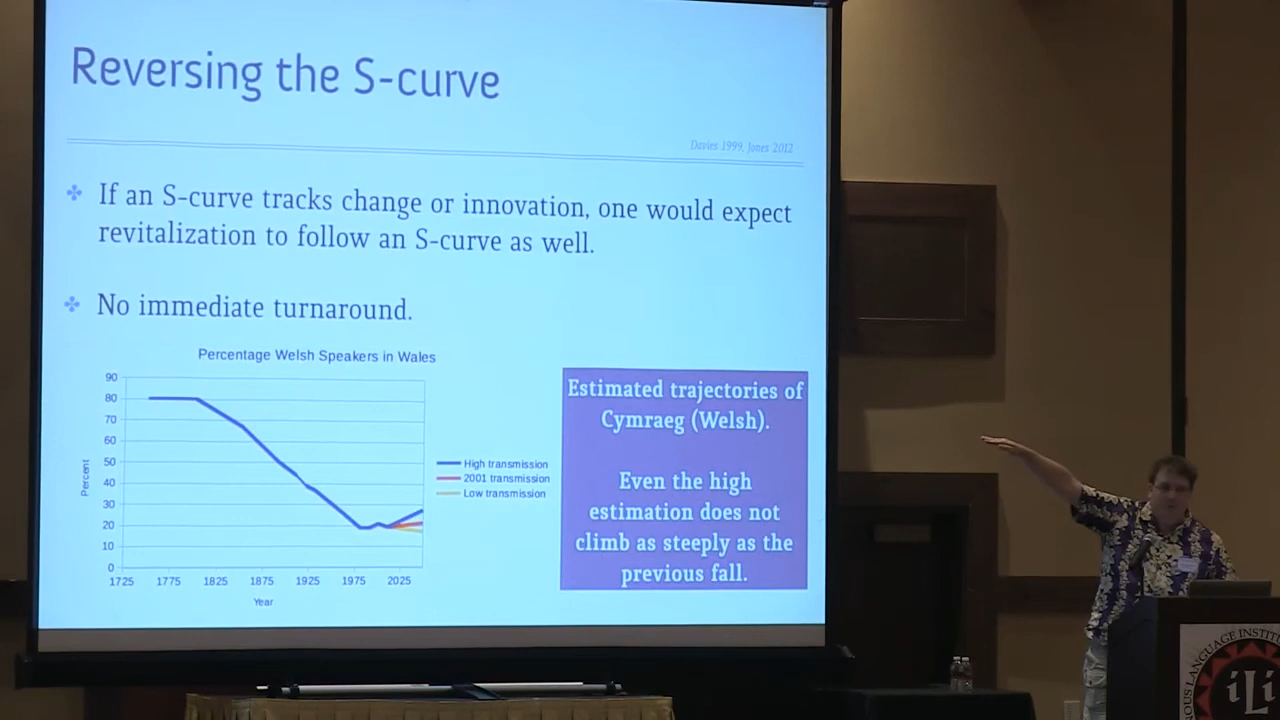 Reversing the S-curve
Davies 1999, Jones 2012
If an S-curve tracks change or innovation, one would expect
revitalization to follow an S-curve as well.
No immediate turnaround.
Percentage Welsh Speakers in Wales
90
80
70
60
50
40
30
20
10
0
Percent
1725 1775 1825 1875 1925 1975 2025
Year
High transmission
2001 transmission
Low transmission
Estimated trajectories of
Cymraeg (Welsh).
Even the high
estimation does not
climb as steeply as the
previous fall.
LANGUAGE
iLi